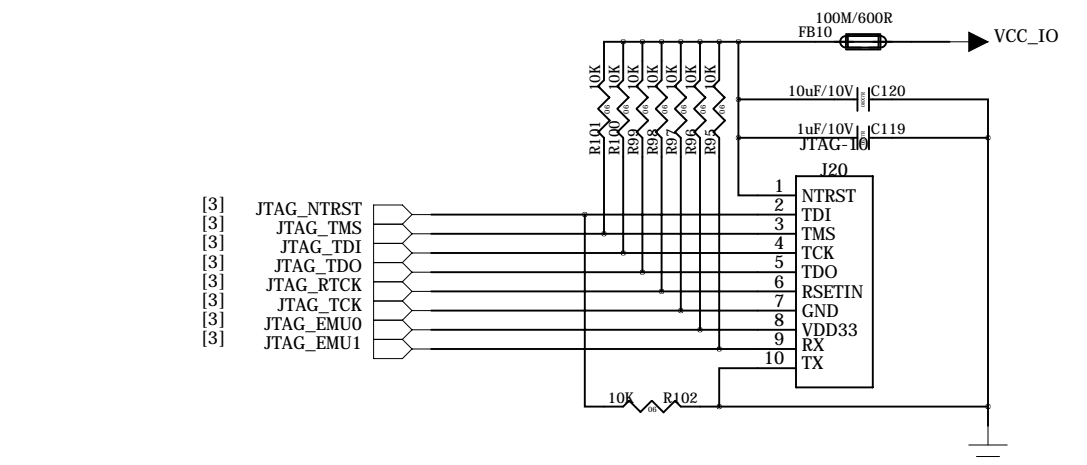 100M/600R
FB10
VCC_IO
10K
10K
10K
10K
10K
10K
10K
R101
R100
R99
R98
R97
R96
R95
10uF/10V
C120
1uF/10V
C119
JTAG-10
J20
1 NTRST
2 TDI
3 TMS
4 TCK
5 TDO
6 RSETIN
7 GND
8 VDD33
9 RX
10 TX
[3] JTAG_NTRST
[3] JTAG_TMS
[3] JTAG_TDI
[3] JTAG_TDO
[3] JTAG_RTCK
[3] JTAG_TCK
[3] JTAG_EMU0
[3] JTAG_EMU1
10K
R102
06